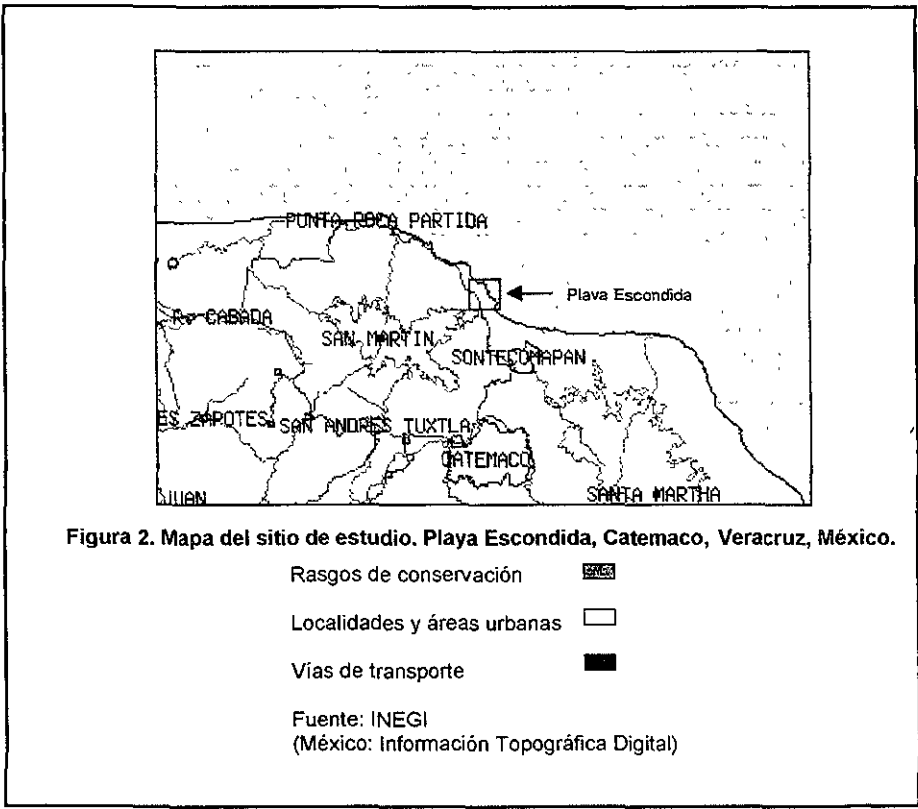 PUNTA ROCA PARTIDA
Playa Escondida
CABADA
SAN MARTIN
SONTECOMAPAN
ES ZAPOTES
SAN ANDRES TUXTLA
CATEMACO
JUAN
SANTA MARTHA
Figura 2. Mapa del sitio de estudio. Playa Escondida, Catemaco, Veracruz, México.
Rasgos de conservación
Localidades y áreas urbanas
Vías de transporte
Fuente: INEGI
(México: Información Topográfica Digital)